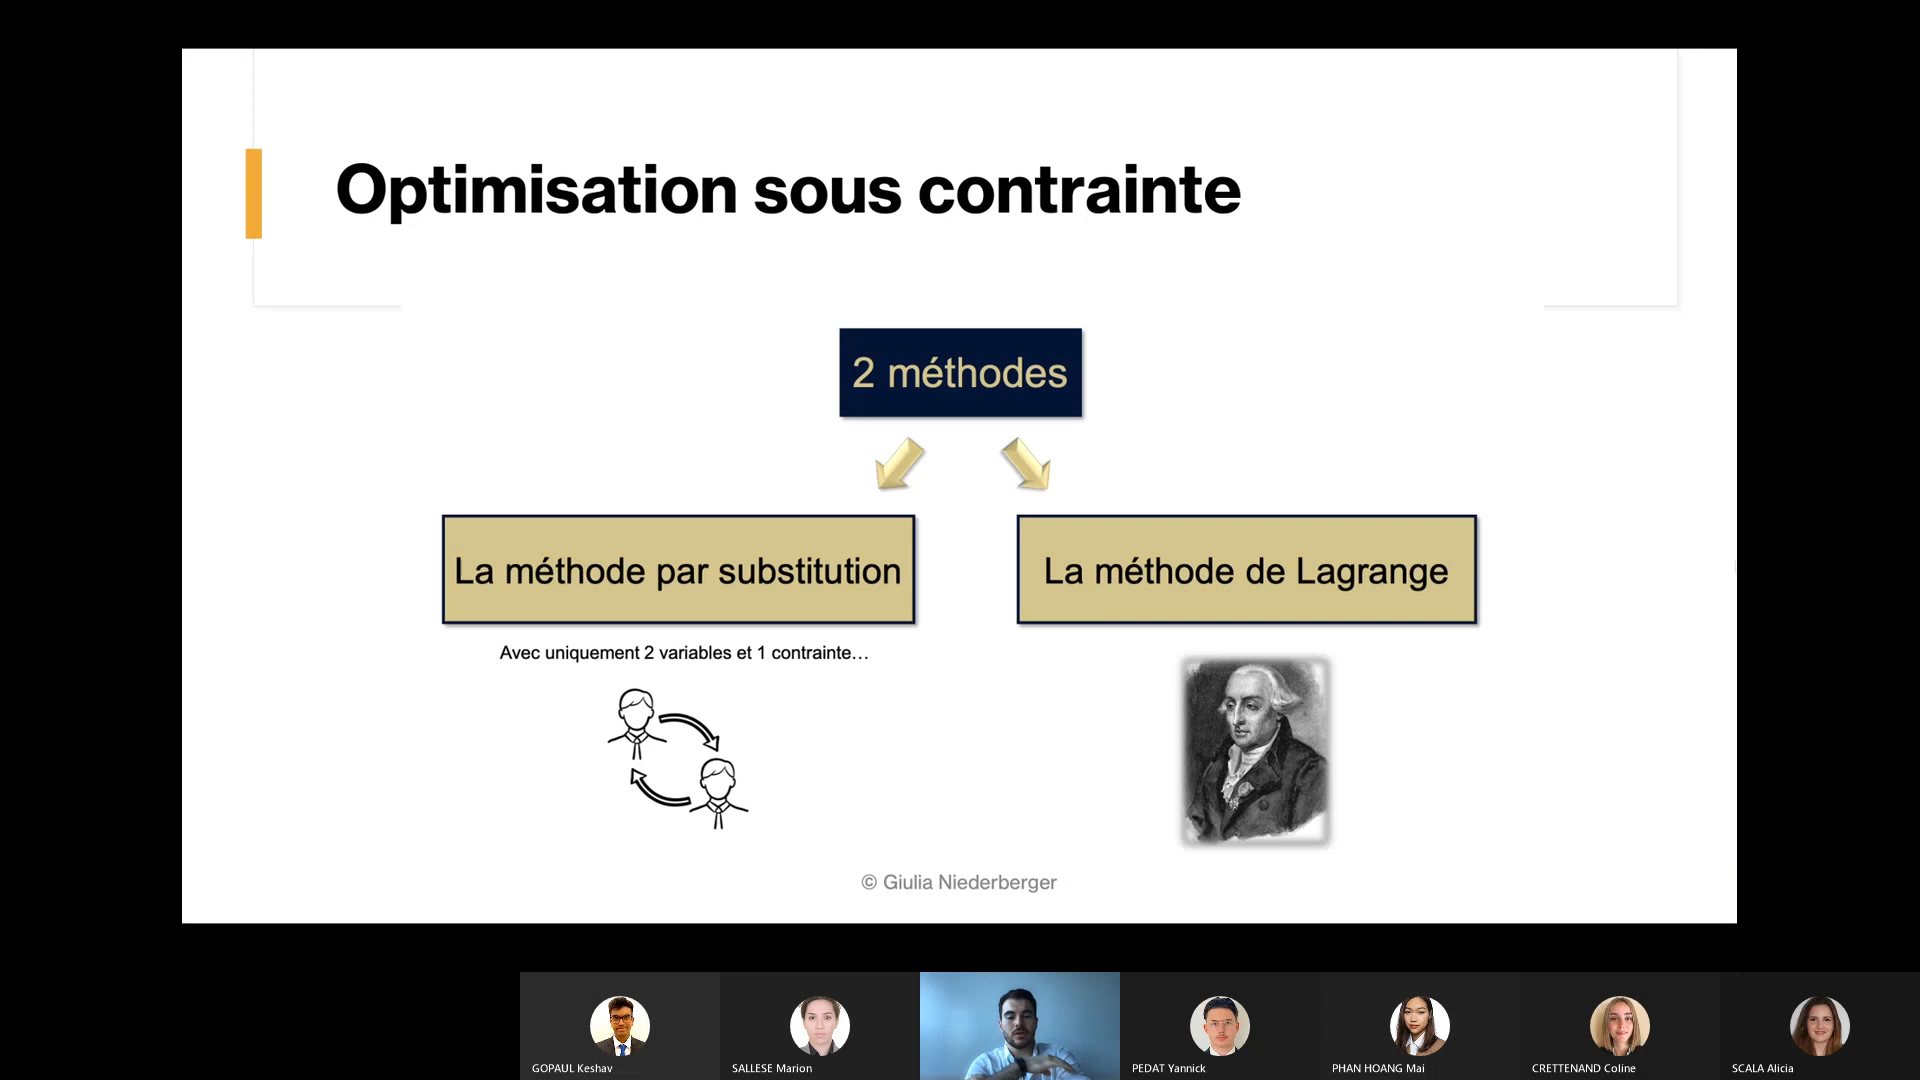 Optimisation sous contrainte
2 méthodes
La méthode par substitution
La méthode de Lagrange
Avec uniquement 2 variables et 1 contrainte…
© Giulia Niederberger
GOPAUL Keshav
SALLESE Marion
PEDAT Yannick
PHAN HOANG Mai
CRETTENAND Coline
SCALA Alicia